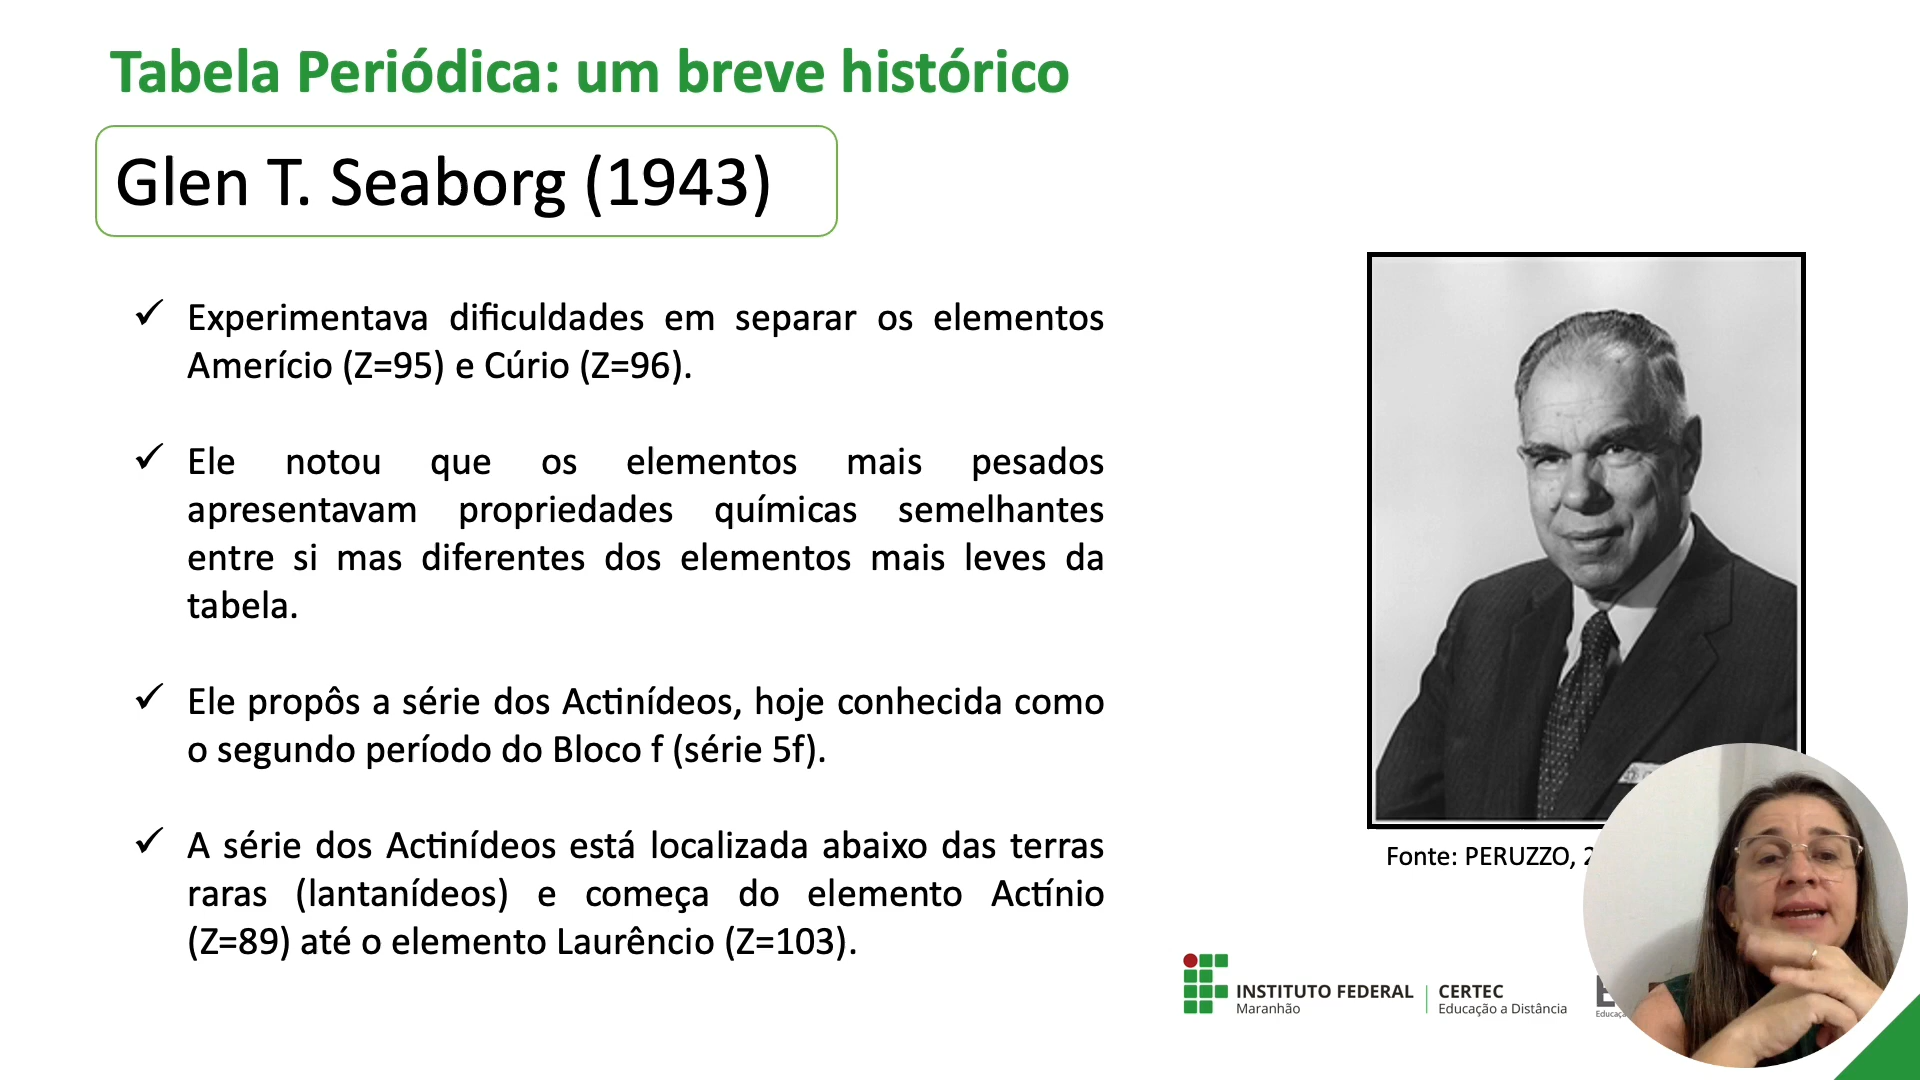 Tabela Periódica: um breve histórico
Glen T. Seaborg (1943)
Experimentava dificuldades em separar os elementos
Amerício (Z=95) e Cúrio (Z=96).
Ele notou que os elementos mais pesados
apresentavam propriedades químicas semelhantes
entre si mas diferentes dos elementos mais leves da
tabela.
Ele propôs a série dos Actinídeos, hoje conhecida como
o segundo período do Bloco f (série 5f).
A série dos Actinídeos está localizada abaixo das terras
raras (lantanídeos) e começa do elemento Actínio
(Z=89) até o elemento Laurêncio (Z=103).
Fonte: PERUZZO,
INSTITUTO FEDERAL
Maranhão
CERTEC
Educação a Distância